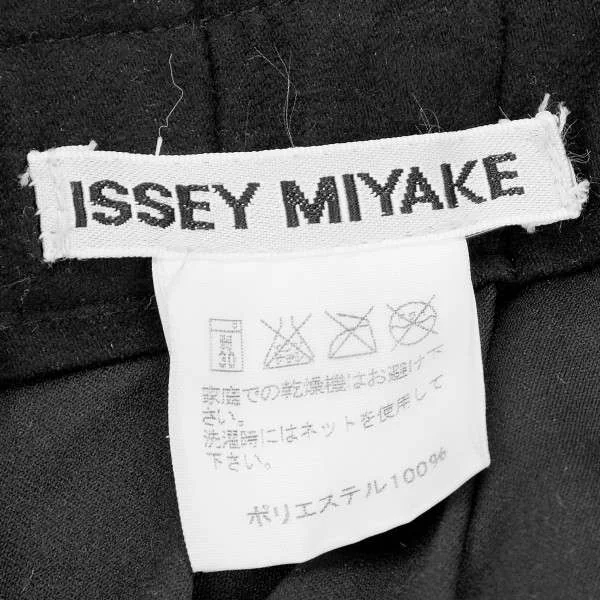 ISSEY MIYAKE
家庭での乾燥機はお避け下
さい。
洗濯時にはネットを使用して
下さい。
ポリエステル100%